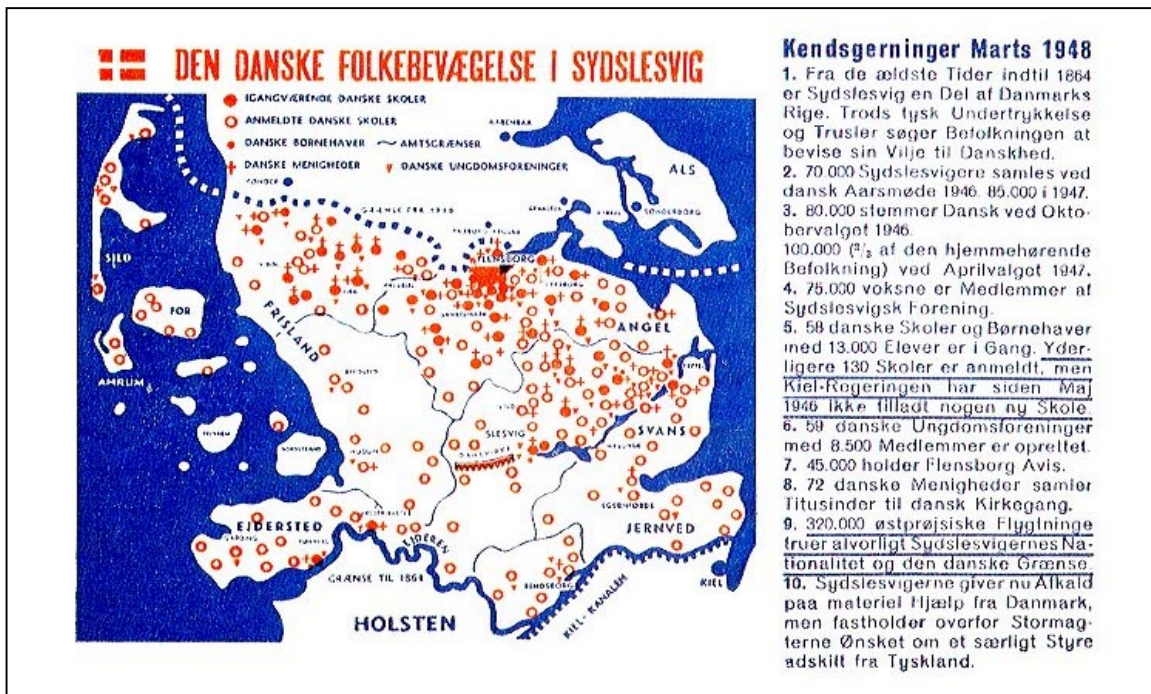 DEN DANSKE FOLKEBEVÆGELSE I SYDSLESVIG
IGANGVÆRENDE DANSKE SKOLER
ANMELDTE DANSKE SKOLER
DANSKE BØRNEHAVER
AMTSGRÆNSER
DANSKE MENIGHEDER
DANSKE UNGDOMSFORENINGER
AABENRAA
ALS
TØNDER
SØNDERBORG
FLENSBORG
SILD
FØR
AMRUM
FRISLAND
ANGEL
SLESVIG
SVANS
HUSUM
EJDERSTED
GARDING
EJDEREN
JERNVED
GRÆNSE TIL 1864
RENDSBORG
KIEL
HOLSTEN
KIEL-KANALEN
Kendsgerninger Marts 1948
1. Fra de ældste Tider indtil 1864
er Sydslesvig en Del af Danmarks
Rige. Trods tysk Undertrykkelse
og Trusler søger Befolkningen at
bevise sin Vilje til Danskhed.
2. 70.000 Sydslesvigere samles ved
dansk Aarsmøde 1946. 85.000 i 1947.
3. 80.000 stemmer Dansk ved Okto-
bervalget 1946.
100.000 (²/₃ af den hjemmehørende
Befolkning) ved Aprilvalget 1947.
4. 75.000 voksne er Medlemmer af
Sydslesvigsk Forening.
5. 58 danske Skoler og Børnehaver
med 13.000 Elever er i Gang. Yder-
ligere 130 Skoler er anmeldt, men
Kiel-Regeringen har siden Maj
1946 ikke tilladt nogen ny Skole.
6. 59 danske Ungdomsforeninger
med 8.500 Medlemmer er oprettet.
7. 45.000 holder Flensborg Avis.
8. 72 danske Menigheder samler
Titusinder til dansk Kirkegang.
9. 320.000 østprøjsiske Flygtninge
truer alvorligt SydslesvigernesNa-
tionalitet og den danske Grænse.
10. Sydslesvigerne giver nu Afkald
paa materiel Hjælp fra Danmark,
men fastholder overfor Stormag-
terne Ønsket om et særligt Styre
adskilt fra Tyskland.